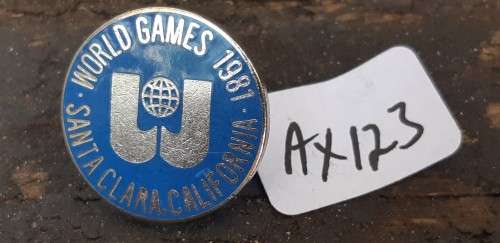 · WORLD GAMES 1981 ·
SANTA CLARA, CALIFORNIA
W
AX123